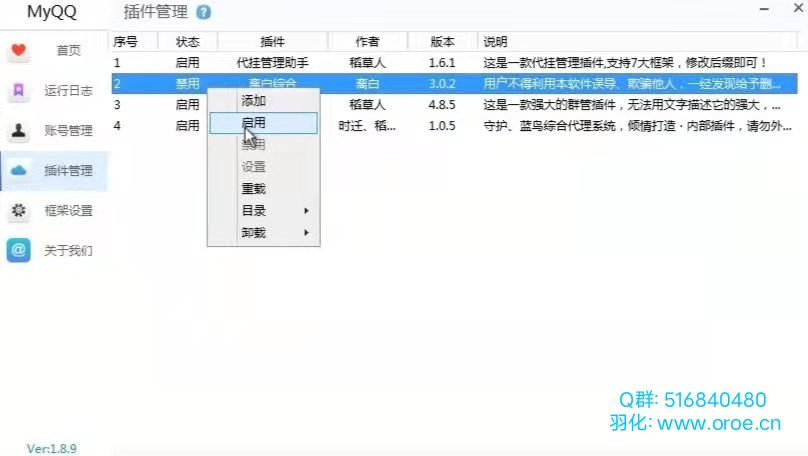 MyQQ
插件管理 ?
首页
运行日志
账号管理
插件管理
框架设置
关于我们
Ver:1.8.9
序号 状态 插件 作者 版本 说明
1 启用 代挂管理助手 稻草人 1.6.1 这是一款代挂管理插件,支持7大框架，修改后缀即可！
2 禁用 离白综合 离白 3.0.2 用户不得利用本软件误导、欺骗他人，一经发现给予删...
3 启用 稻草人 4.8.5 这是一款强大的群管插件，无法用文字描述它的强大，...
4 启用 时迁、稻... 1.0.5 守护、蓝鸟综合代理系统，倾情打造·内部插件，请勿外...
添加
启用
禁用
设置
重载
目录
卸载
Q群: 516840480
羽化: www.oroe.cn